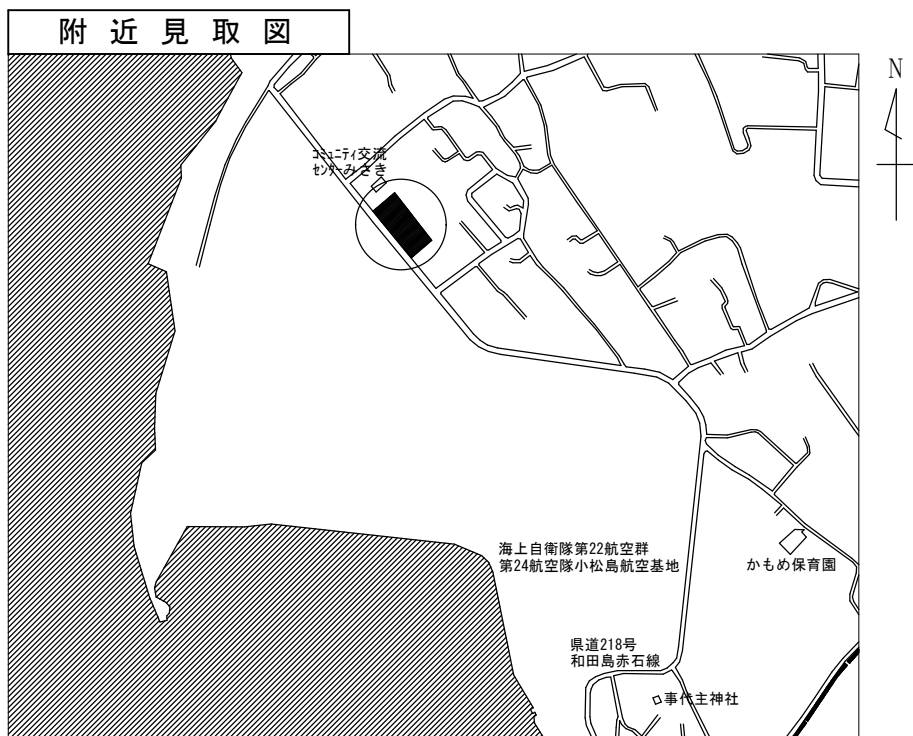 附近見取図
N
コミュニティ交流
センターみさき
海上自衛隊第22航空群
第24航空隊小松島航空基地
かもめ保育園
県道218号
和田島赤石線
事代主神社